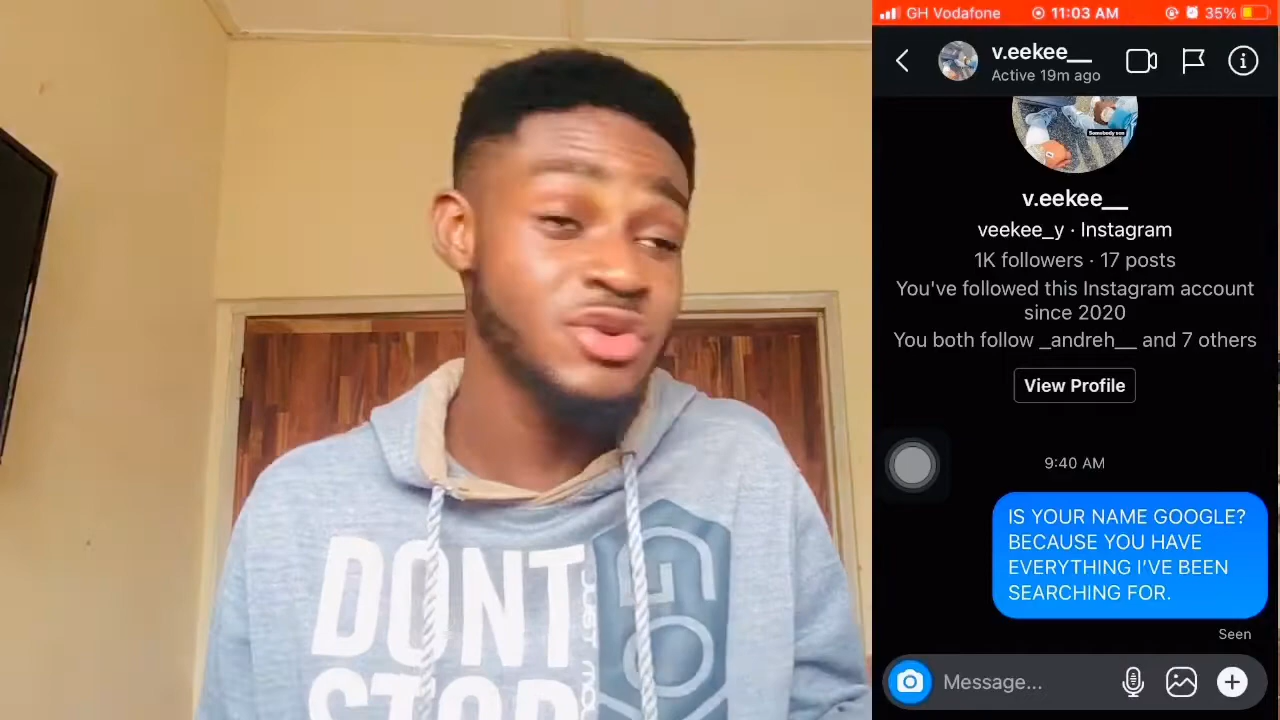 GH Vodafone 11:03 AM 35%
v.eekee__
Active 19m ago
Somebody son
v.eekee__
veekee_y · Instagram
1K followers · 17 posts
You've followed this Instagram account
since 2020
You both follow _andreh__ and 7 others
View Profile
9:40 AM
IS YOUR NAME GOOGLE?
BECAUSE YOU HAVE
EVERYTHING I'VE BEEN
SEARCHING FOR.
Seen
Message...
DONT
STOP